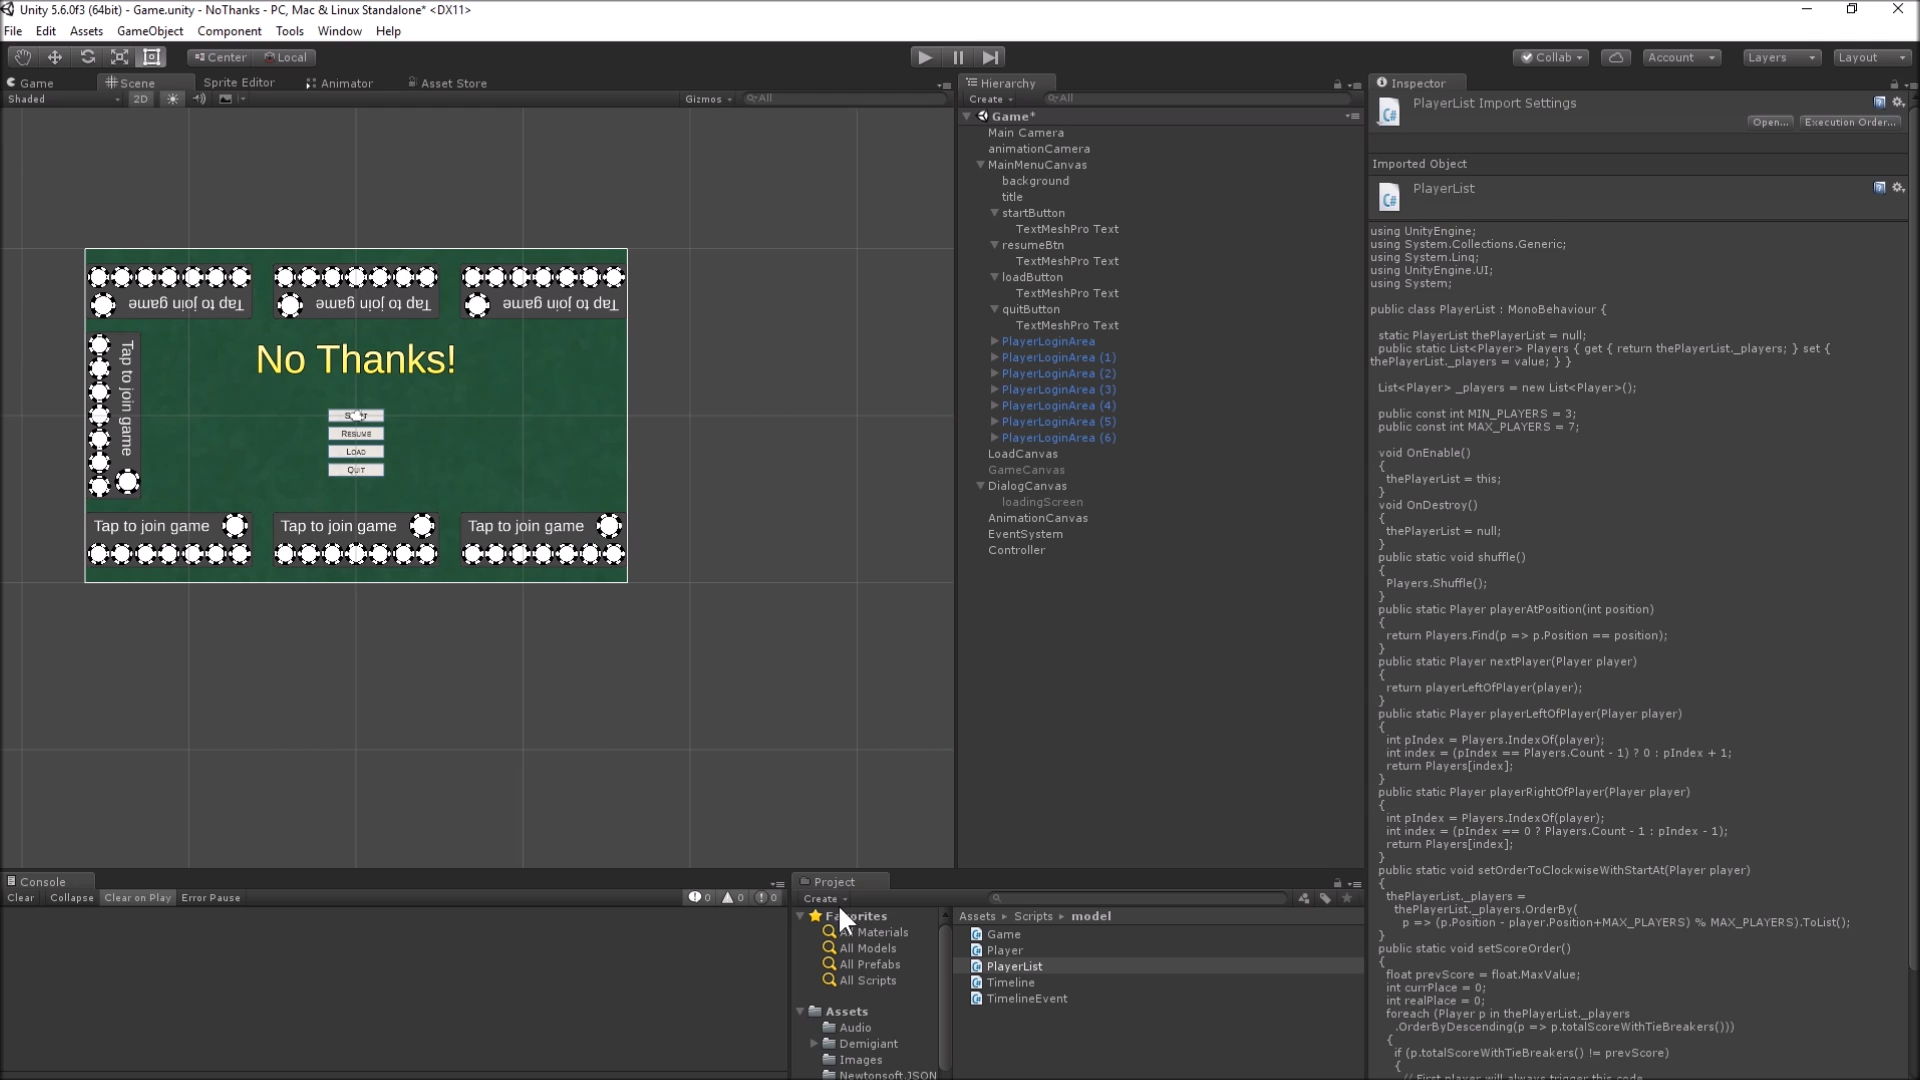 Unity 5.6.0f3 (64bit) - Game.unity - NoThanks - PC, Mac & Linux Standalone* <DX11>
File Edit Assets GameObject Component Tools Window Help
Center Local
Collab Account Layers Layout
Game Scene Sprite Editor Animator Asset Store
Shaded 2D Gizmos All
Tap to join game Tap to join game Tap to join game
Tap to join game
No Thanks!
RESUME
LOAD
QUIT
Tap to join game Tap to join game Tap to join game
Hierarchy
Create All
Game*
Main Camera
animationCamera
MainMenuCanvas
background
title
startButton
TextMeshPro Text
resumeBtn
TextMeshPro Text
loadButton
TextMeshPro Text
quitButton
TextMeshPro Text
PlayerLoginArea
PlayerLoginArea (1)
PlayerLoginArea (2)
PlayerLoginArea (3)
PlayerLoginArea (4)
PlayerLoginArea (5)
PlayerLoginArea (6)
LoadCanvas
GameCanvas
DialogCanvas
loadingScreen
AnimationCanvas
EventSystem
Controller
Inspector
PlayerList Import Settings
Open... Execution Order...
Imported Object
PlayerList
using UnityEngine;
using System.Collections.Generic;
using System.Linq;
using UnityEngine.UI;
using System;
public class PlayerList : MonoBehaviour {
static PlayerList thePlayerList = null;
public static List<Player> Players { get { return thePlayerList._players; } set {
thePlayerList._players = value; } }
List<Player> _players = new List<Player>();
public const int MIN_PLAYERS = 3;
public const int MAX_PLAYERS = 7;
void OnEnable()
{
thePlayerList = this;
}
void OnDestroy()
{
thePlayerList = null;
}
public static void shuffle()
{
Players.Shuffle();
}
public static Player playerAtPosition(int position)
{
return Players.Find(p => p.Position == position);
}
public static Player nextPlayer(Player player)
{
return playerLeftOfPlayer(player);
}
public static Player playerLeftOfPlayer(Player player)
{
int pIndex = Players.IndexOf(player);
int index = (pIndex == Players.Count - 1) ? 0 : pIndex + 1;
return Players[index];
}
public static Player playerRightOfPlayer(Player player)
{
int pIndex = Players.IndexOf(player);
int index = (pIndex == 0 ? Players.Count - 1 : pIndex - 1);
return Players[index];
}
public static void setOrderToClockwiseWithStartAt(Player player)
{
thePlayerList._players =
thePlayerList._players.OrderBy(
p => (p.Position - player.Position+MAX_PLAYERS) % MAX_PLAYERS).ToList();
}
public static void setScoreOrder()
{
float prevScore = float.MaxValue;
int currPlace = 0;
int realPlace = 0;
foreach (Player p in thePlayerList._players
.OrderByDescending(p => p.totalScoreWithTieBreakers()))
{
if (p.totalScoreWithTieBreakers() != prevScore)
{
// First player will always trigger this code
Console
Clear Collapse Clear on Play Error Pause 0 0 0
Project
Create
Favorites
All Materials
All Models
All Prefabs
All Scripts
Assets
Audio
Demigiant
Images
Newtonsoft.JSON
Assets Scripts model
Game
Player
PlayerList
Timeline
TimelineEvent